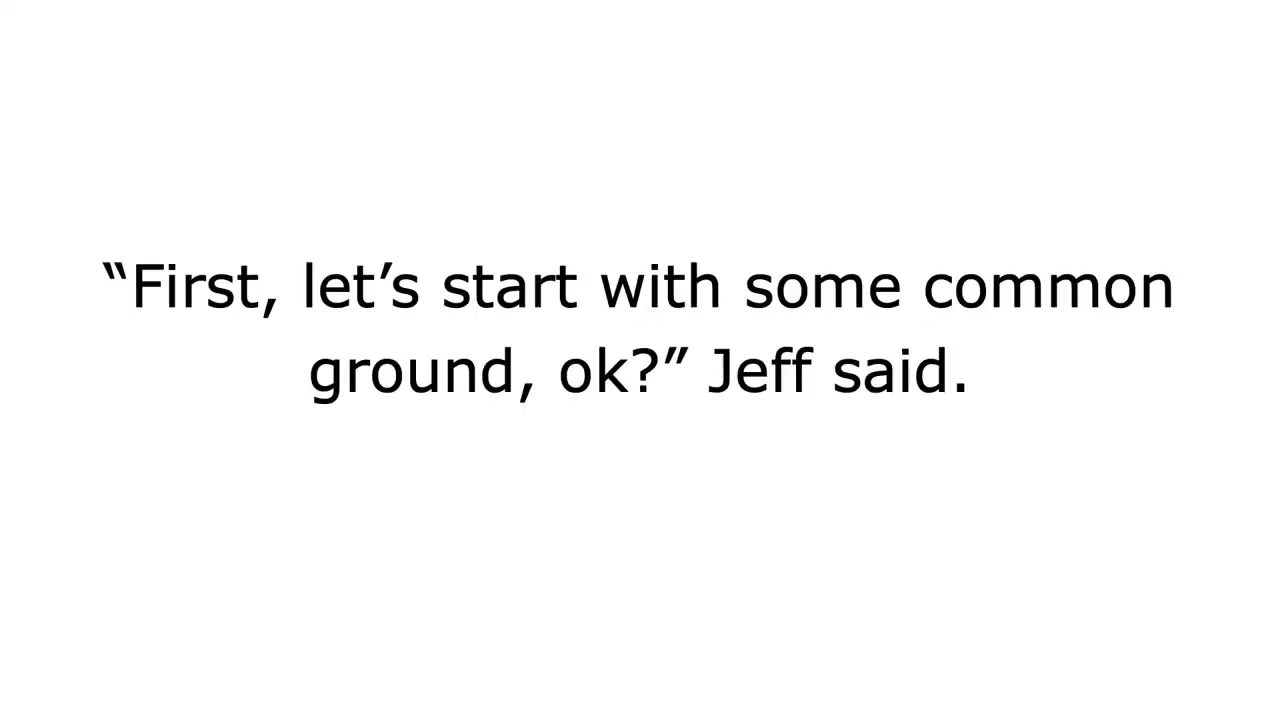 “First, let’s start with some common
ground, ok?” Jeff said.